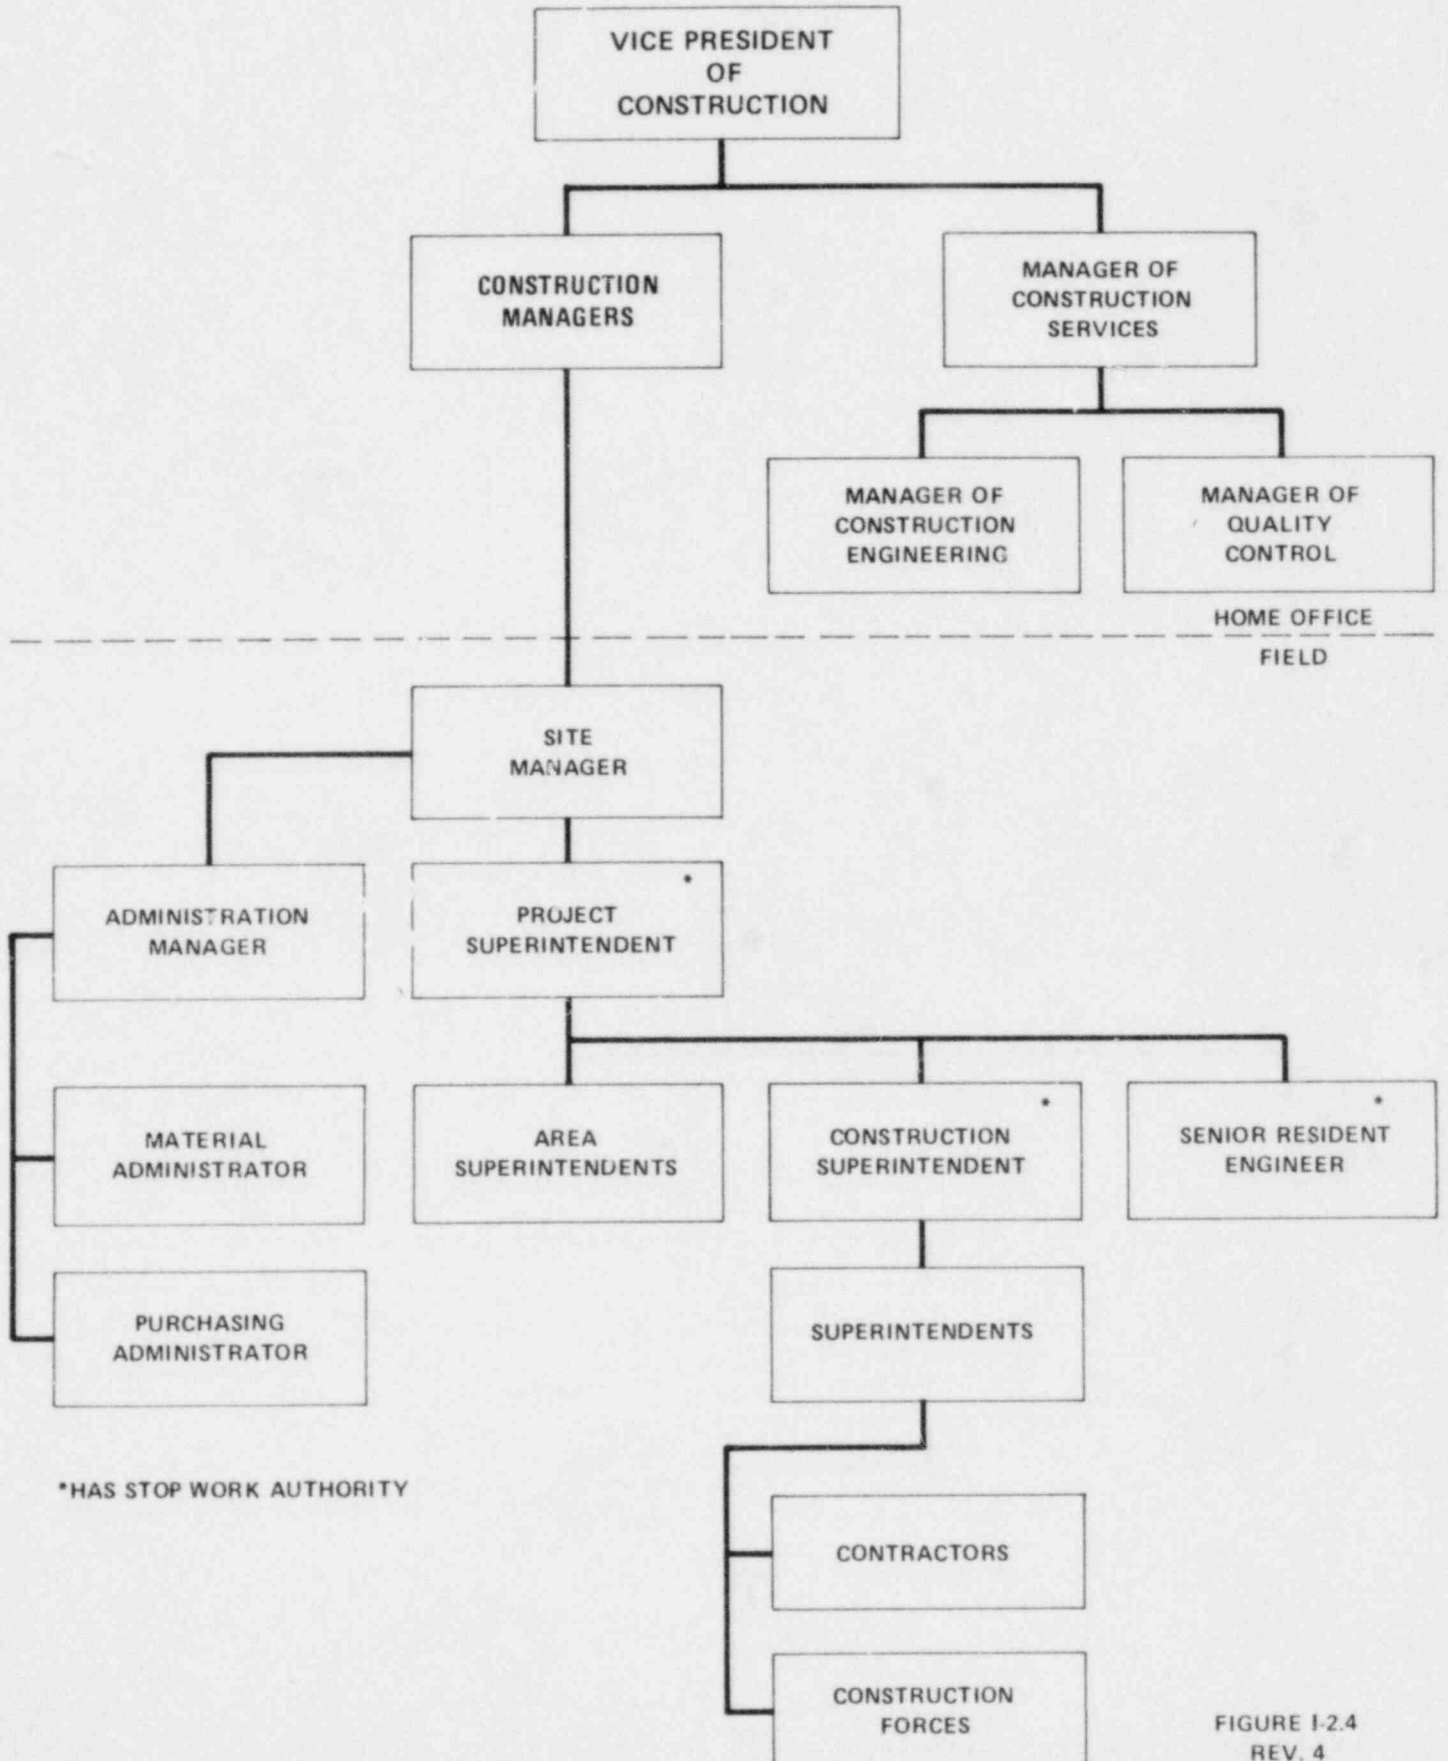 VICE PRESIDENT
OF
CONSTRUCTION
CONSTRUCTION
MANAGERS
MANAGER OF
CONSTRUCTION
SERVICES
MANAGER OF
CONSTRUCTION
ENGINEERING
MANAGER OF
QUALITY
CONTROL
HOME OFFICE
FIELD
SITE
MANAGER
ADMINISTRATION
MANAGER
*
PROJECT
SUPERINTENDENT
MATERIAL
ADMINISTRATOR
AREA
SUPERINTENDENTS
*
CONSTRUCTION
SUPERINTENDENT
*
SENIOR RESIDENT
ENGINEER
PURCHASING
ADMINISTRATOR
SUPERINTENDENTS
*HAS STOP WORK AUTHORITY
CONTRACTORS
CONSTRUCTION
FORCES
FIGURE I-2.4
REV. 4